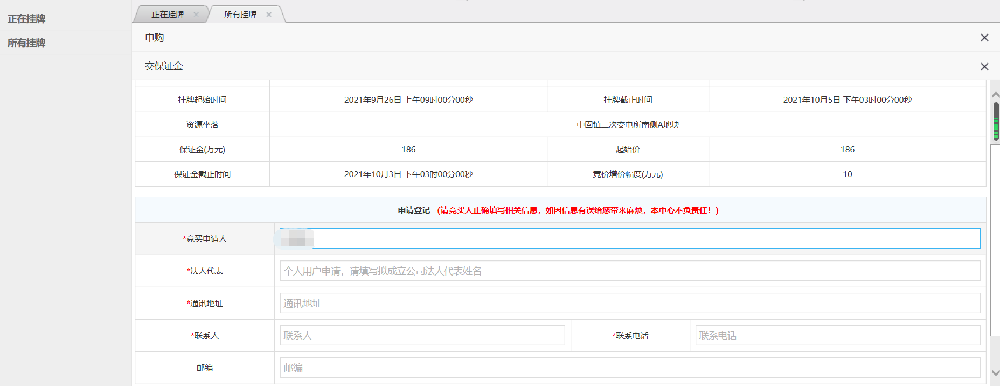 正在挂牌
所有挂牌
正在挂牌 ×
所有挂牌 ×
申购
交保证金
挂牌起始时间 2021年9月26日 上午09时00分00秒 挂牌截止时间 2021年10月5日 下午03时00分00秒
资源坐落 中固镇二次变电所南侧A地块
保证金(万元) 186 起始价 186
保证金截止时间 2021年10月3日 下午03时00分00秒 竞价增价幅度(万元) 10
申请登记 (请竞买人正确填写相关信息，如因信息有误给您带来麻烦，本中心不负责任！)
*竞买申请人
*法人代表 个人用户申请，请填写拟成立公司法人代表姓名
*通讯地址 通讯地址
*联系人 联系人 *联系电话 联系电话
邮编 邮编